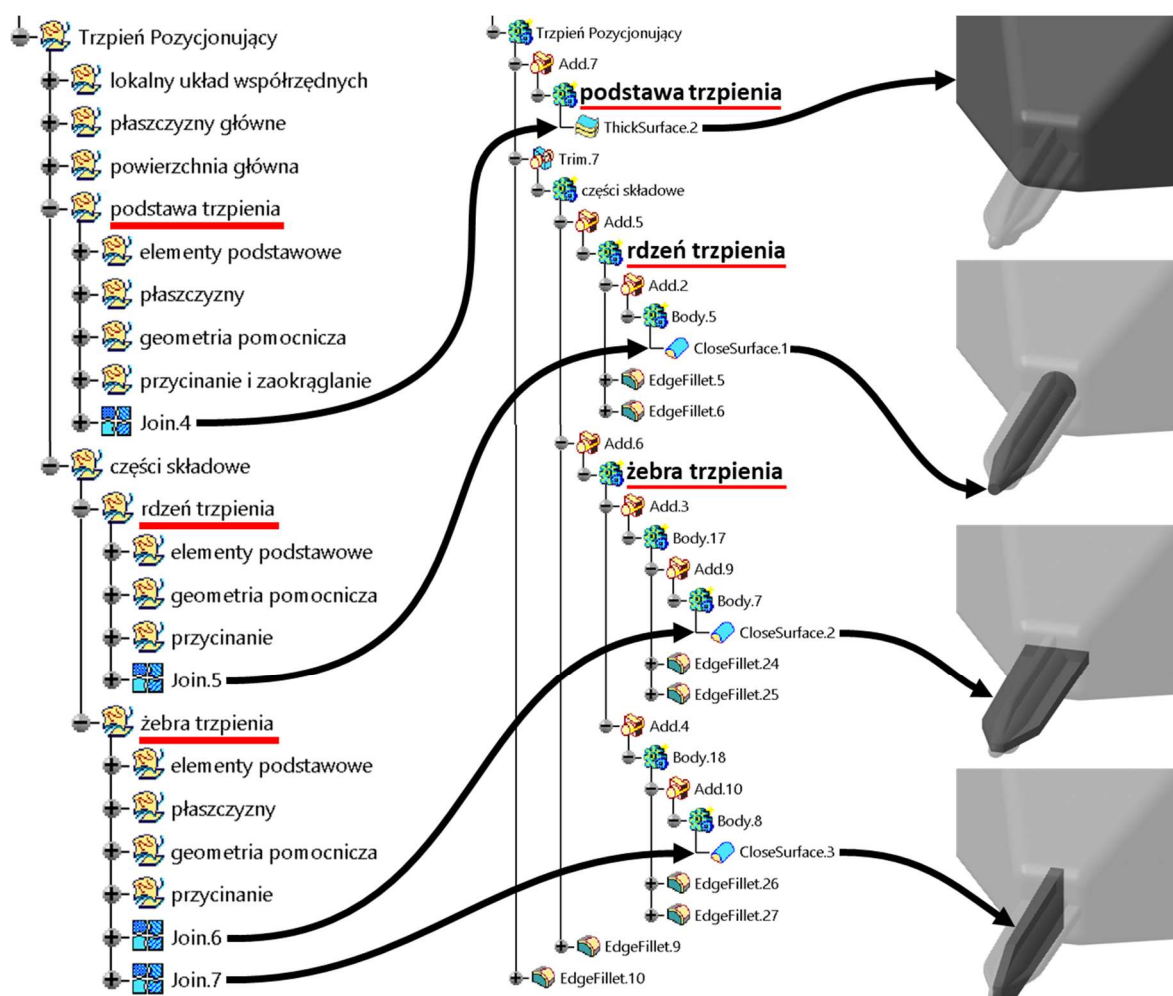 Trzpień Pozycjonujący
lokalny układ współrzędnych
płaszczyzny główne
powierzchnia główna
podstawa trzpienia
elementy podstawowe
płaszczyzny
geometria pomocnicza
przycinanie i zaokrąglanie
Join.4
części składowe
rdzeń trzpienia
elementy podstawowe
geometria pomocnicza
przycinanie
Join.5
żebra trzpienia
elementy podstawowe
płaszczyzny
geometria pomocnicza
przycinanie
Join.6
Join.7
Trzpień Pozycjonujący
Add.7
podstawa trzpienia
ThickSurface.2
Trim.7
części składowe
Add.5
rdzeń trzpienia
Add.2
Body.5
CloseSurface.1
EdgeFillet.5
EdgeFillet.6
Add.6
żebra trzpienia
Add.3
Body.17
Add.9
Body.7
CloseSurface.2
EdgeFillet.24
EdgeFillet.25
Add.4
Body.18
Add.10
Body.8
CloseSurface.3
EdgeFillet.26
EdgeFillet.27
EdgeFillet.9
EdgeFillet.10